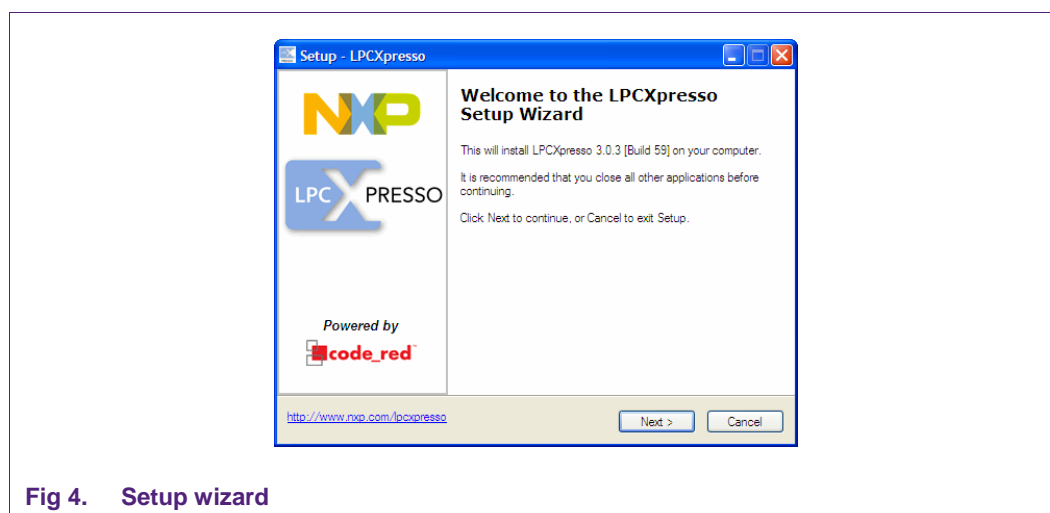 Setup - LPCXpresso
NXP
LPC XPRESSO
Powered by
code_red™
Welcome to the LPCXpresso
Setup Wizard
This will install LPCXpresso 3.0.3 [Build 59] on your computer.
It is recommended that you close all other applications before
continuing.
Click Next to continue, or Cancel to exit Setup.
http://www.nxp.com/lpcxpresso
Next >
Cancel
Fig 4. Setup wizard